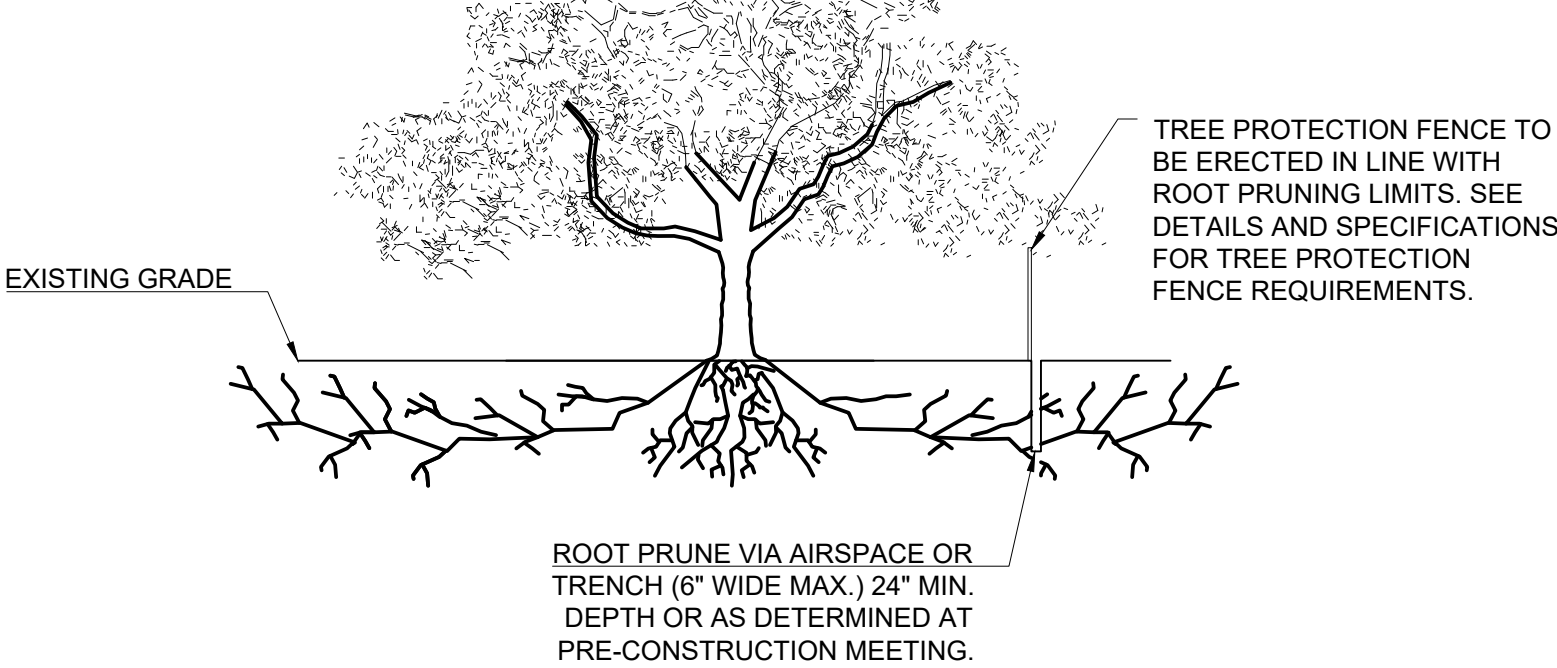 TREE PROTECTION FENCE TO
BE ERECTED IN LINE WITH
ROOT PRUNING LIMITS. SEE
DETAILS AND SPECIFICATIONS
FOR TREE PROTECTION
FENCE REQUIREMENTS.
EXISTING GRADE
ROOT PRUNE VIA AIRSPACE OR
TRENCH (6" WIDE MAX.) 24" MIN.
DEPTH OR AS DETERMINED AT
PRE-CONSTRUCTION MEETING.